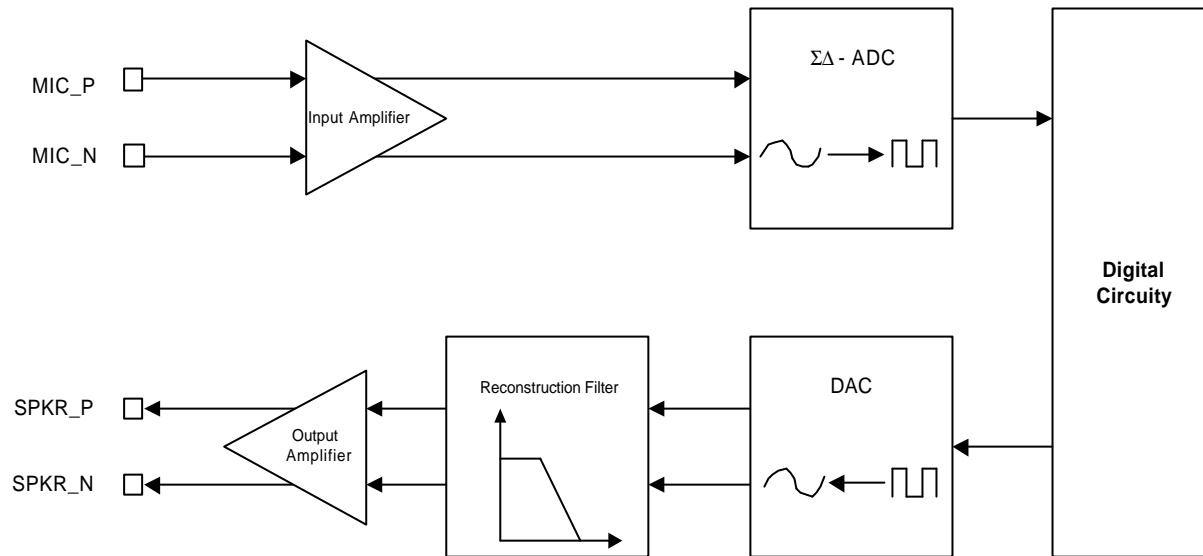 MIC_P
MIC_N
Input Amplifier
ΣΔ - ADC
Digital
Circuity
SPKR_P
SPKR_N
Output
Amplifier
Reconstruction Filter
DAC